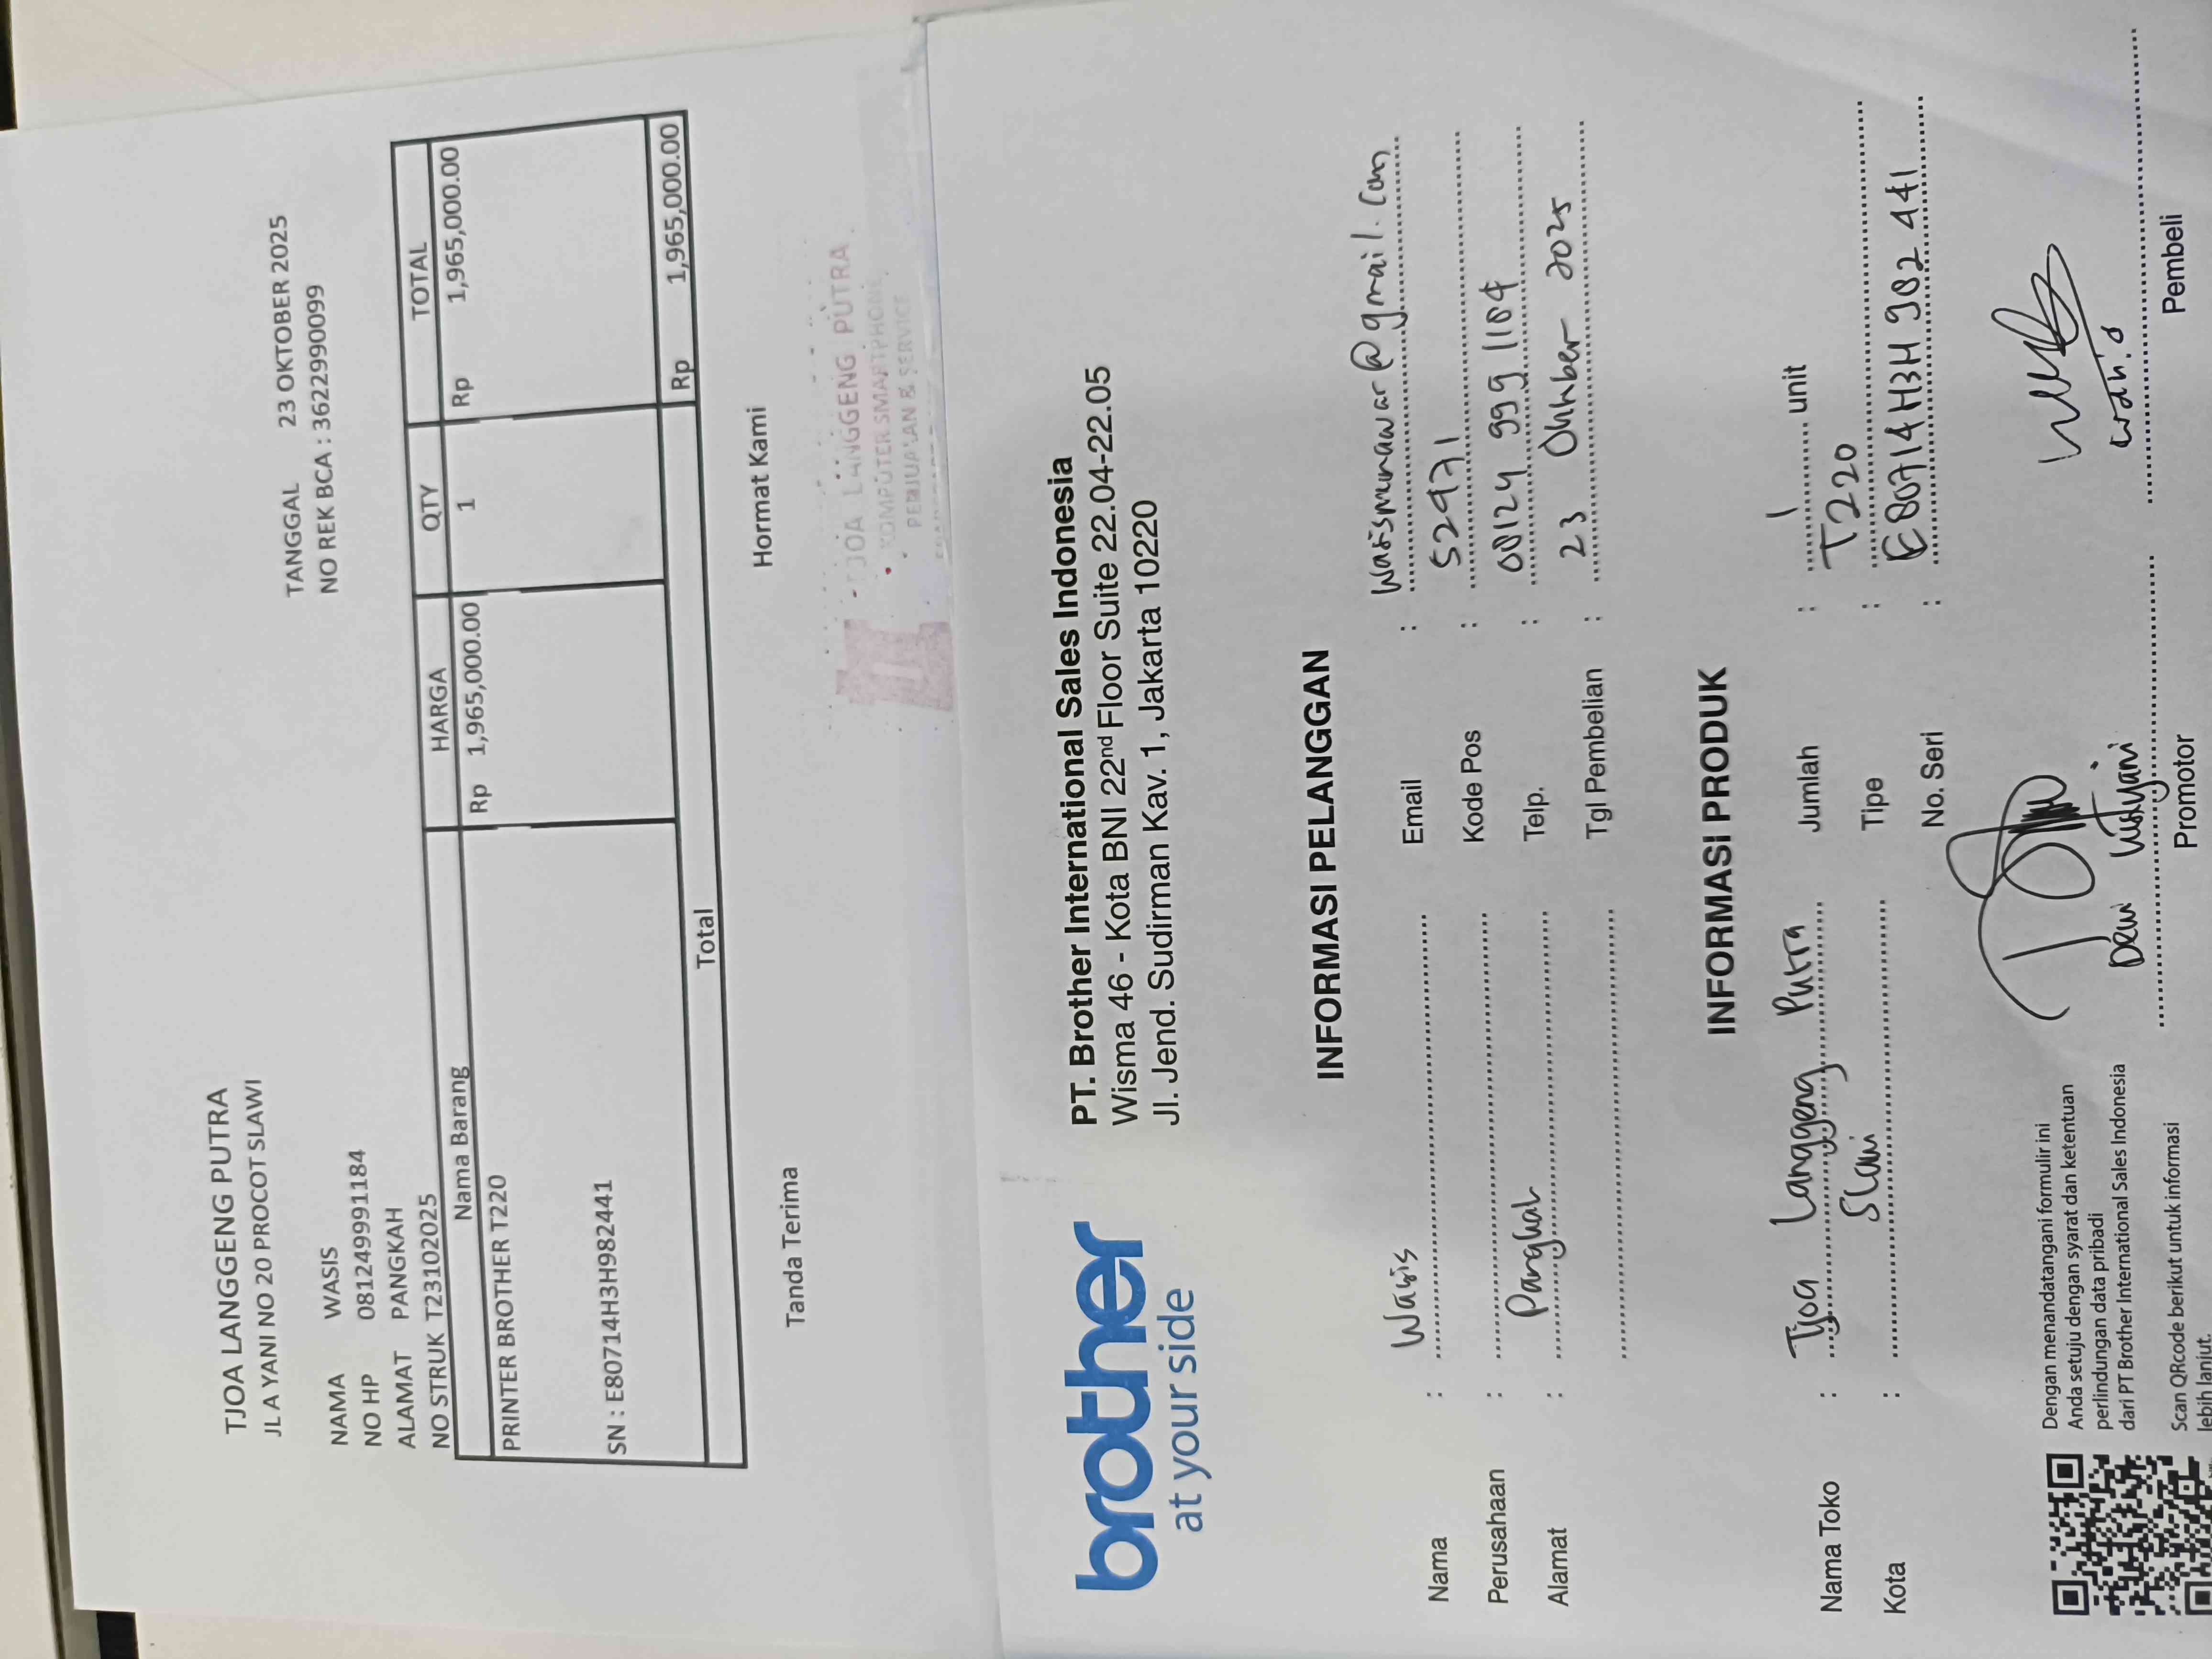 TJOA LANGGENG PUTRA
JL A YANI NO 20 PROCOT SLAWI
TANGGAL 23 OKTOBER 2025
NO REK BCA : 3622990099
NAMA WASIS
NO HP 081249991184
ALAMAT PANGKAH
NO STRUK T23102025
Nama Barang HARGA QTY TOTAL
PRINTER BROTHER T220 Rp 1,965,000.00 1 Rp 1,965,000.00
SN : E80714H3H982441
Total Rp 1,965,000.00
Tanda Terima Hormat Kami
TJOA LANGGENG PUTRA
KOMPUTER SMARTPHONE
PENJUALAN & SERVICE
brother
at your side
PT. Brother International Sales Indonesia
Wisma 46 - Kota BNI 22nd Floor Suite 22.04-22.05
Jl. Jend. Sudirman Kav. 1, Jakarta 10220
INFORMASI PELANGGAN
Nama : Wasis Email : wasismunawar@gmail.com
Perusahaan : Kode Pos : 52471
Alamat : Pangkah Telp. : 08124 999 1184
Tgl Pembelian : 23 Oktober 2025
INFORMASI PRODUK
Nama Toko : Tjoa Langgeng Putra Jumlah : 1 unit
Kota : Slawi Tipe : T220
No. Seri : E80714H3H982441
Dengan menandatangani formulir ini
Anda setuju dengan syarat dan ketentuan
perlindungan data pribadi
dari PT Brother International Sales Indonesia
Scan QRcode berikut untuk informasi
lebih lanjut.
Dewi
Promotor Pembeli